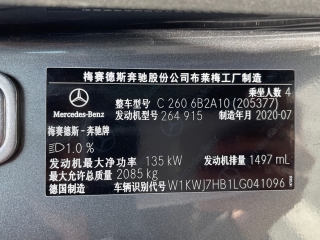 梅赛德斯奔驰股份公司布莱梅工厂制造
乘坐人数 4
Mercedes-Benz
整车型号 C 260 6B2A10 (205377)
发动机型号 264 915 制造年月 2020-07
梅赛德斯-奔驰牌
1.0 %
发动机最大净功率 135 kW 发动机排量 1497 mL
最大允许总质量 2085 kg
德国制造 车辆识别代号 W1KWJ7HB1LG041096